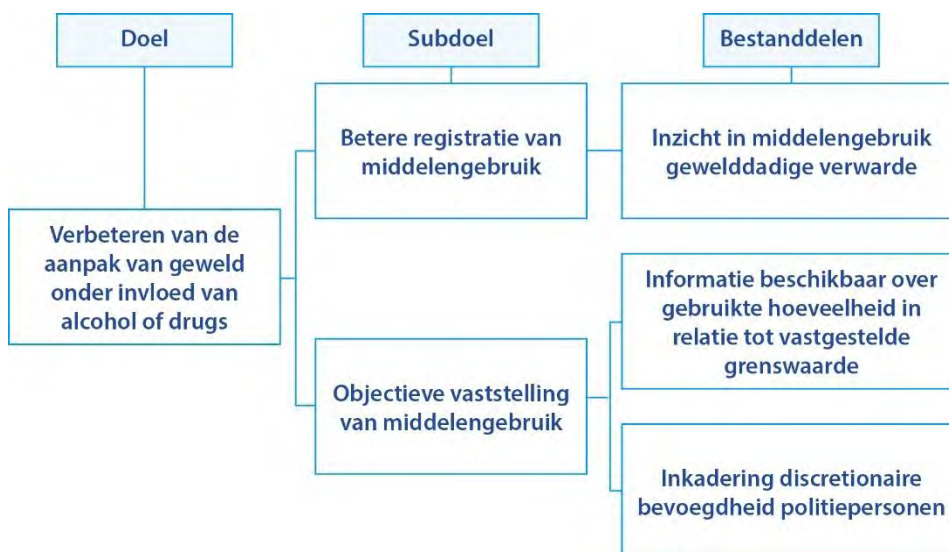 Doel
Subdoel
Bestanddelen
Verbeteren van de
aanpak van geweld
onder invloed van
alcohol of drugs
Betere registratie van
middelengebruik
Objectieve vaststelling
van middelengebruik
Inzicht in middelengebruik
gewelddadige verwarde
Informatie beschikbaar over
gebruikte hoeveelheid in
relatie tot vastgestelde
grenswaarde
Inkadering discretionaire
bevoegdheid politiepersonen